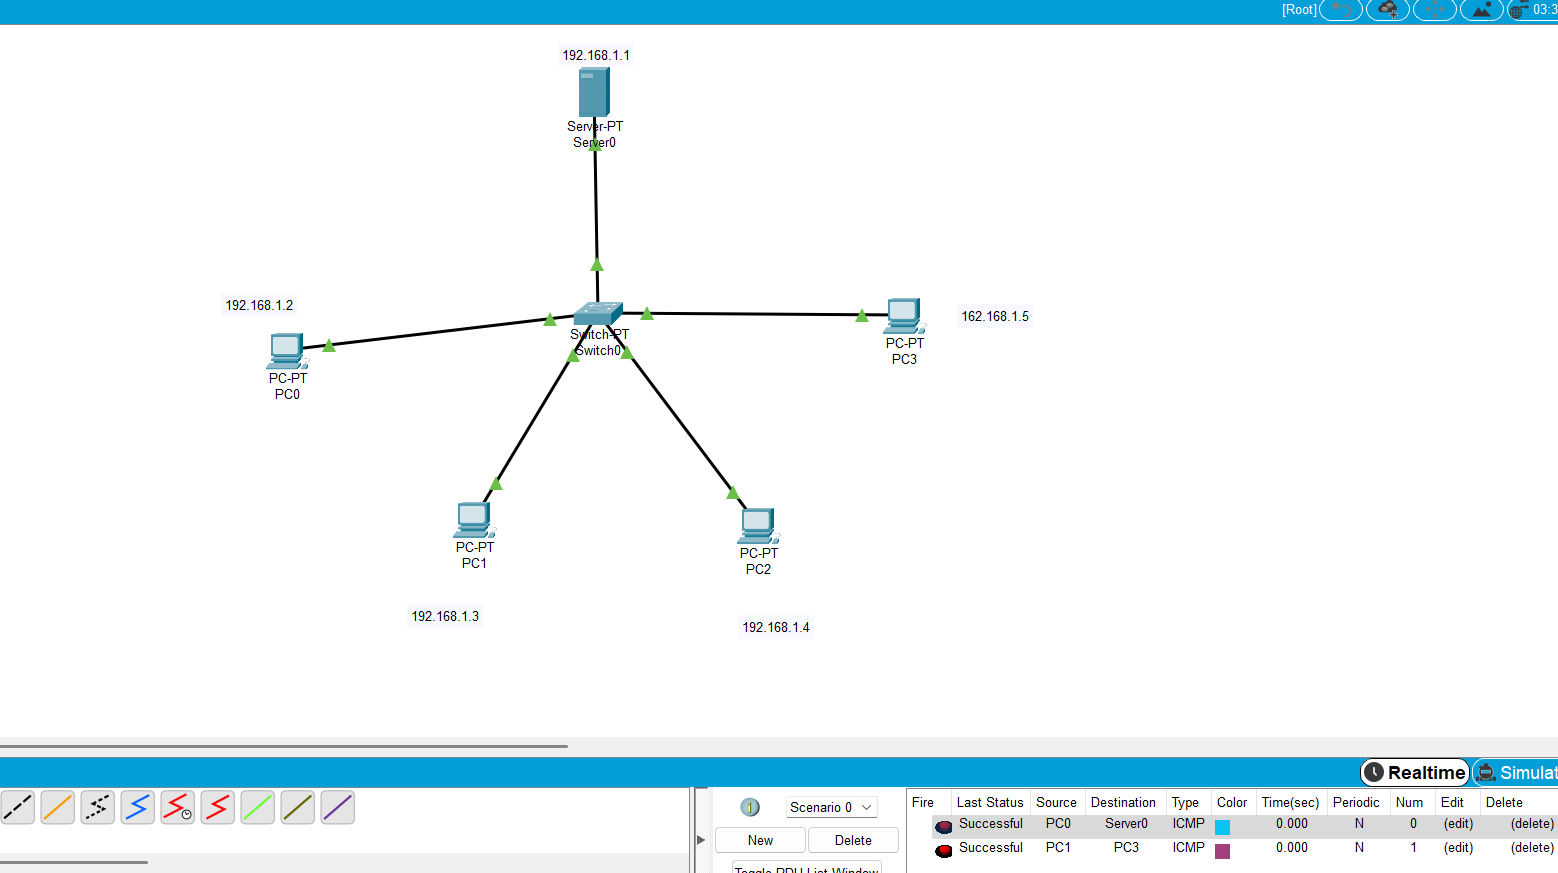 [Root]
03:3
192.168.1.1
Server-PT
Server0
192.168.1.2
162.168.1.5
Switch-PT
Switch0
PC-PT
PC3
PC-PT
PC0
PC-PT
PC1
PC-PT
PC2
192.168.1.3
192.168.1.4
Realtime
Simulat
Scenario 0
New
Delete
Toggle PDU List Window
Fire Last Status Source Destination Type Color Time(sec) Periodic Num Edit Delete
Successful PC0 Server0 ICMP 0.000 N 0 (edit) (delete)
Successful PC1 PC3 ICMP 0.000 N 1 (edit) (delete)